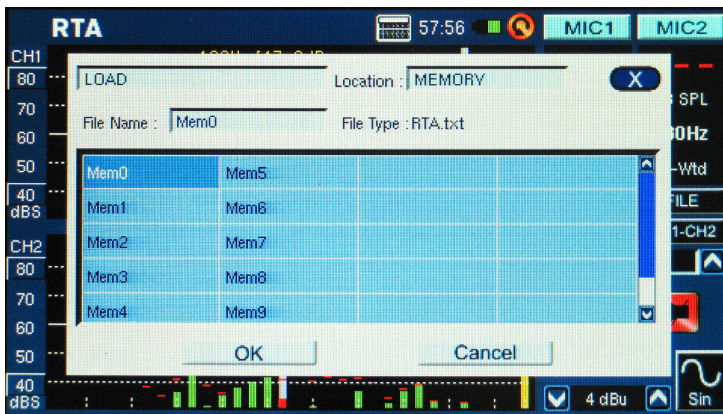 RTA 57:56 MIC1 MIC2
CH1
80
70
60
50
40
dBS
CH2
80
70
60
50
40
dBS
LOAD Location : MEMORY X
File Name : Mem0 File Type :RTA.txt
Mem0 Mem5
Mem1 Mem6
Mem2 Mem7
Mem3 Mem8
Mem4 Mem9
OK Cancel
SPL
0Hz
-Wtd
ILE
1-CH2
4 dBu Sin